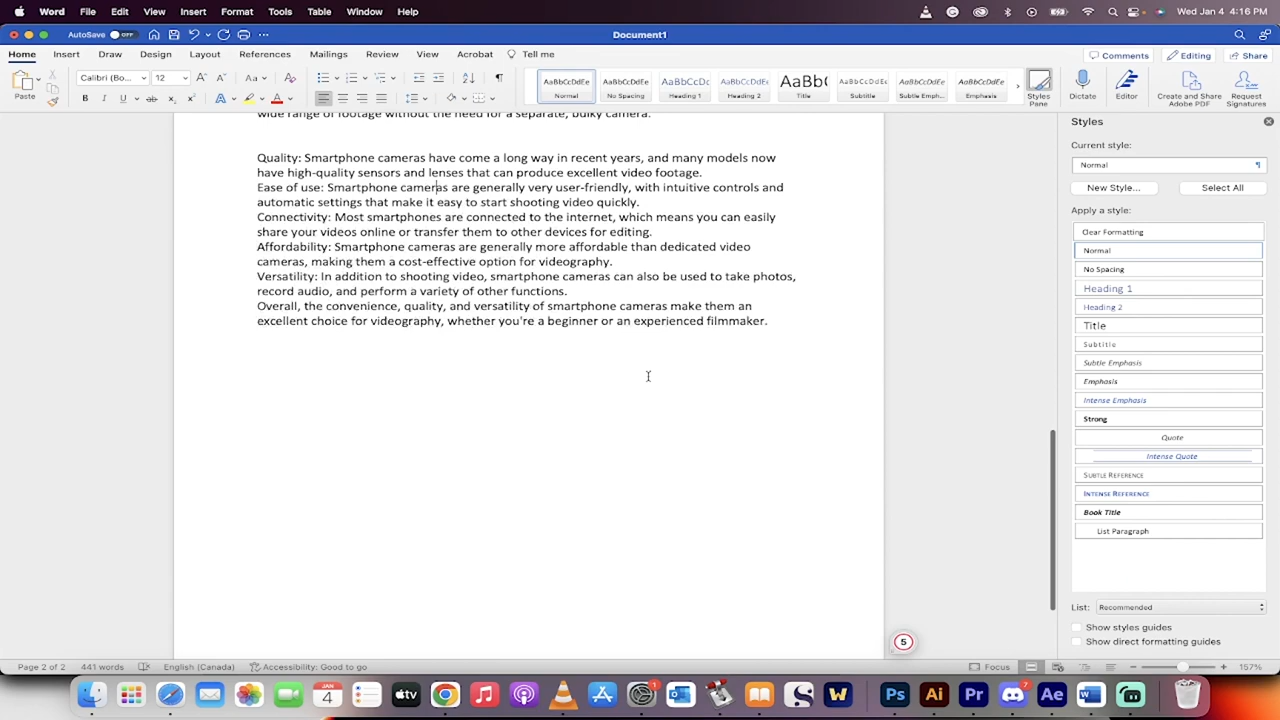 Word File Edit View Insert Format Tools Table Window Help Wed Jan 4 4:16 PM
AutoSave OFF Document1
Home Insert Draw Design Layout References Mailings Review View Acrobat Tell me Comments Editing Share
Paste Calibri (Bo... 12 AaBbCcDdEe Normal AaBbCcDdEe No Spacing AaBbCcDc Heading 1 AaBbCcDdEe Heading 2 AaBb( Title AaBbCcDdEe Subtitle AaBbCcDdEe Subtle Emph... AaBbCcDdEe Emphasis Styles Pane Dictate Editor Create and Share Adobe PDF Request Signatures
wide range of footage without the need for a separate, bulky camera.
Quality: Smartphone cameras have come a long way in recent years, and many models now
have high-quality sensors and lenses that can produce excellent video footage.
Ease of use: Smartphone cameras are generally very user-friendly, with intuitive controls and
automatic settings that make it easy to start shooting video quickly.
Connectivity: Most smartphones are connected to the internet, which means you can easily
share your videos online or transfer them to other devices for editing.
Affordability: Smartphone cameras are generally more affordable than dedicated video
cameras, making them a cost-effective option for videography.
Versatility: In addition to shooting video, smartphone cameras can also be used to take photos,
record audio, and perform a variety of other functions.
Overall, the convenience, quality, and versatility of smartphone cameras make them an
excellent choice for videography, whether you're a beginner or an experienced filmmaker.
Styles
Current style:
Normal
New Style... Select All
Apply a style:
Clear Formatting
Normal
No Spacing
Heading 1
Heading 2
Title
Subtitle
Subtle Emphasis
Emphasis
Intense Emphasis
Strong
Quote
Intense Quote
SUBTLE REFERENCE
INTENSE REFERENCE
Book Title
List Paragraph
List: Recommended
Show styles guides
Show direct formatting guides
5
Page 2 of 2 441 words English (Canada) Accessibility: Good to go Focus 157%
JAN 4 tv 1 W Ps Ai Pr 7 Ae W